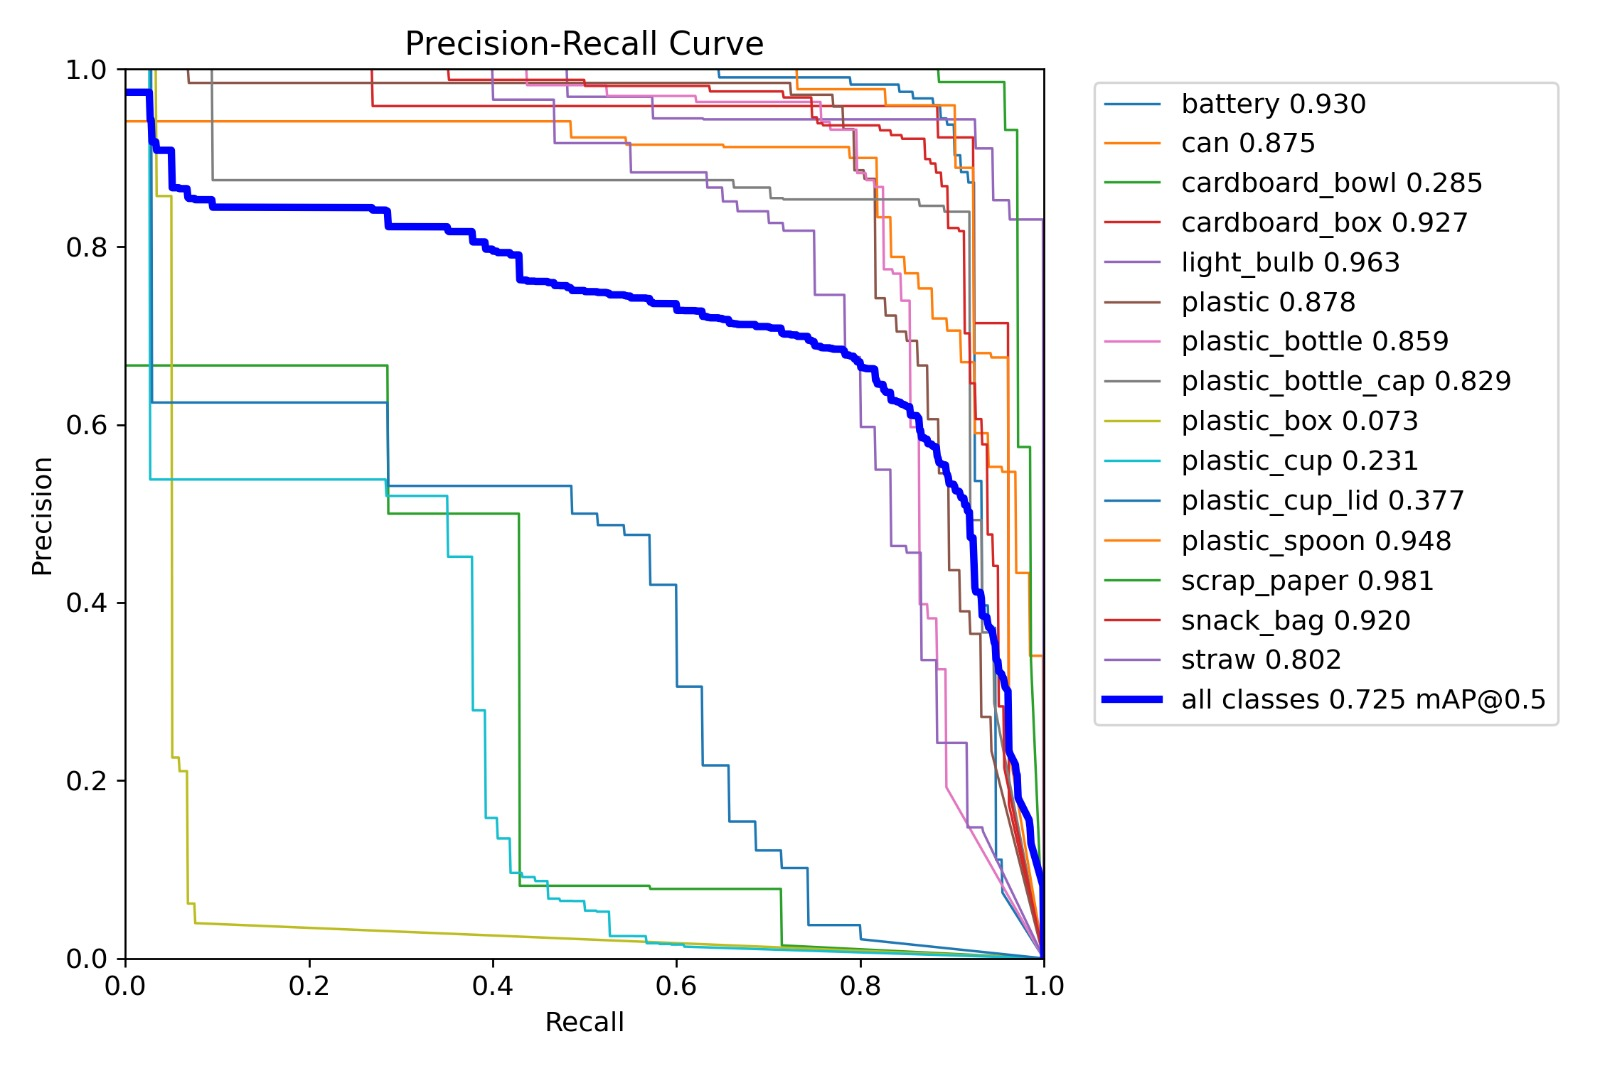 Precision-Recall Curve
1.0
0.8
0.6
0.4
0.2
0.0
Precision
0.0 0.2 0.4 0.6 0.8 1.0
Recall
battery 0.930
can 0.875
cardboard_bowl 0.285
cardboard_box 0.927
light_bulb 0.963
plastic 0.878
plastic_bottle 0.859
plastic_bottle_cap 0.829
plastic_box 0.073
plastic_cup 0.231
plastic_cup_lid 0.377
plastic_spoon 0.948
scrap_paper 0.981
snack_bag 0.920
straw 0.802
all classes 0.725 mAP@0.5